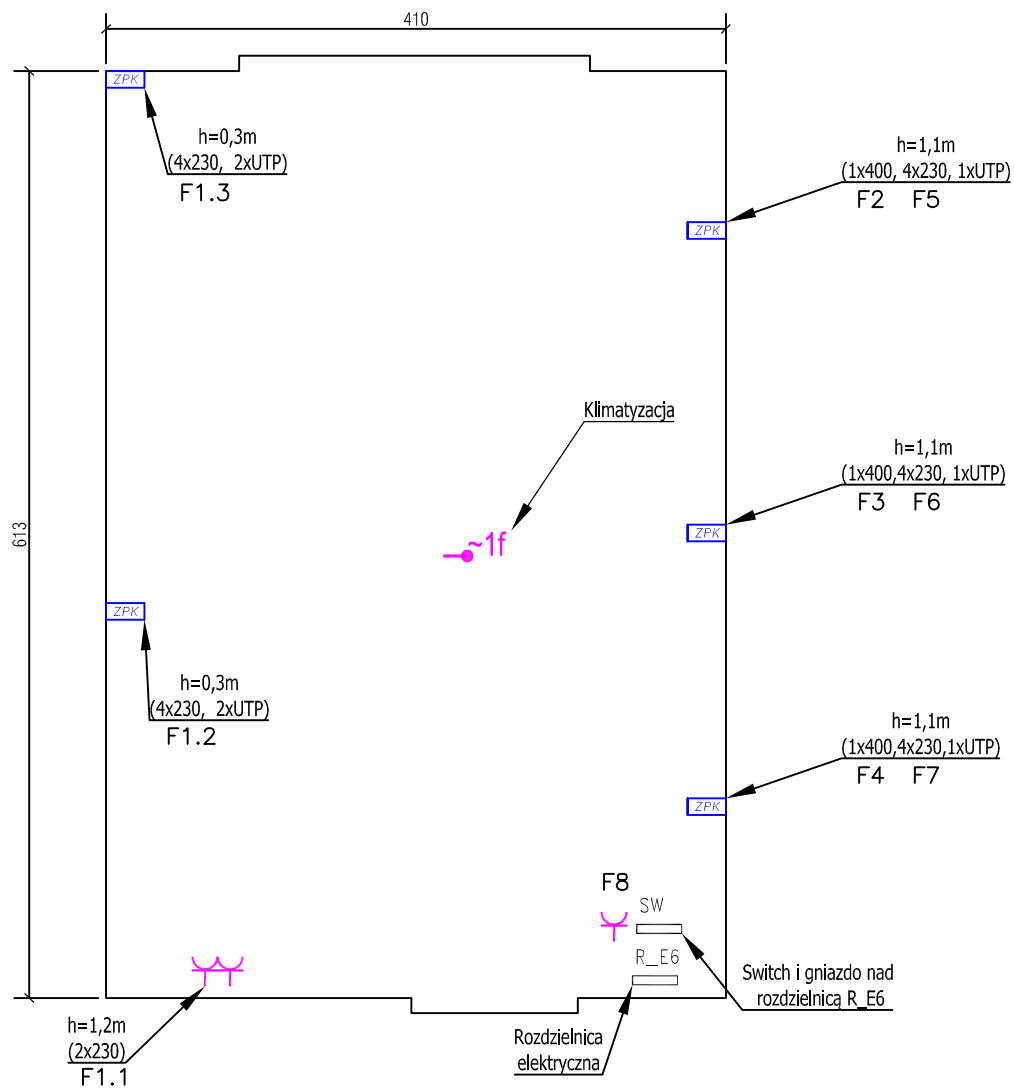 410
ZPK
h=0,3m
(4x230, 2xUTP)
F1.3
h=1,1m
(1x400, 4x230, 1xUTP)
F2 F5
ZPK
Klimatyzacja
h=1,1m
(1x400,4x230, 1xUTP)
F3 F6
ZPK
613
~1f
ZPK
h=0,3m
(4x230, 2xUTP)
F1.2
h=1,1m
(1x400,4x230,1xUTP)
F4 F7
ZPK
F8
SW
R_E6
Switch i gniazdo nad
rozdzielnicą R_E6
h=1,2m
(2x230)
F1.1
Rozdzielnica
elektryczna